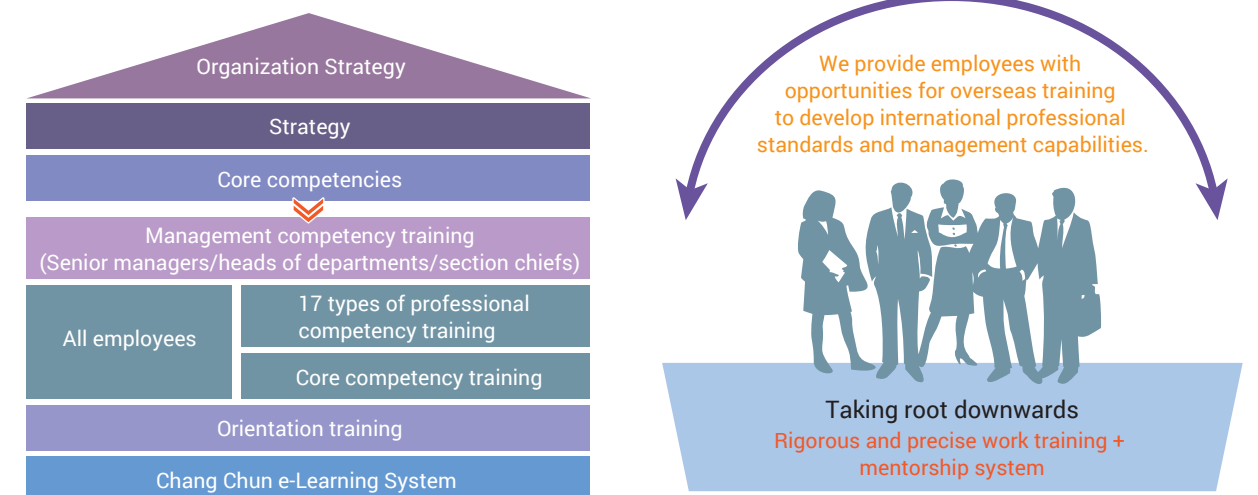 Organization Strategy
Strategy
Core competencies
Management competency training
(Senior managers/heads of departments/section chiefs)
All employees
17 types of professional
competency training
Core competency training
Orientation training
Chang Chun e-Learning System
We provide employees with
opportunities for overseas training
to develop international professional
standards and management capabilities.
Taking root downwards
Rigorous and precise work training +
mentorship system